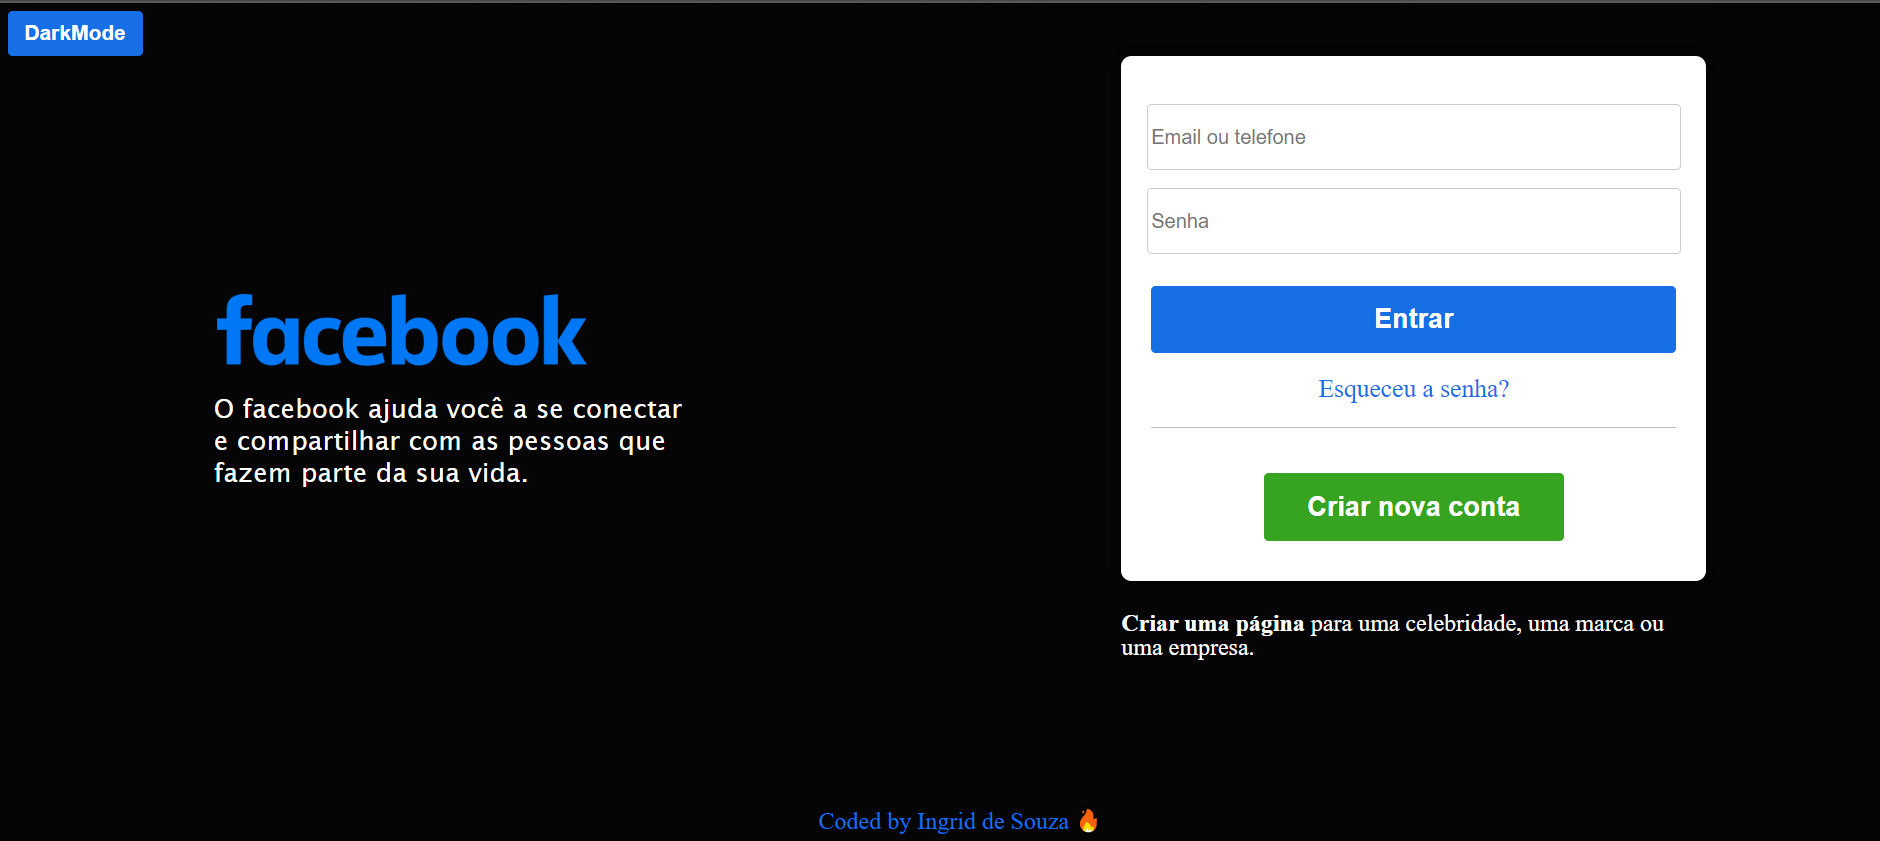 DarkMode
facebook
O facebook ajuda você a se conectar
e compartilhar com as pessoas que
fazem parte da sua vida.
Email ou telefone
Senha
Entrar
Esqueceu a senha?
Criar nova conta
Criar uma página para uma celebridade, uma marca ou
uma empresa.
Coded by Ingrid de Souza 🔥